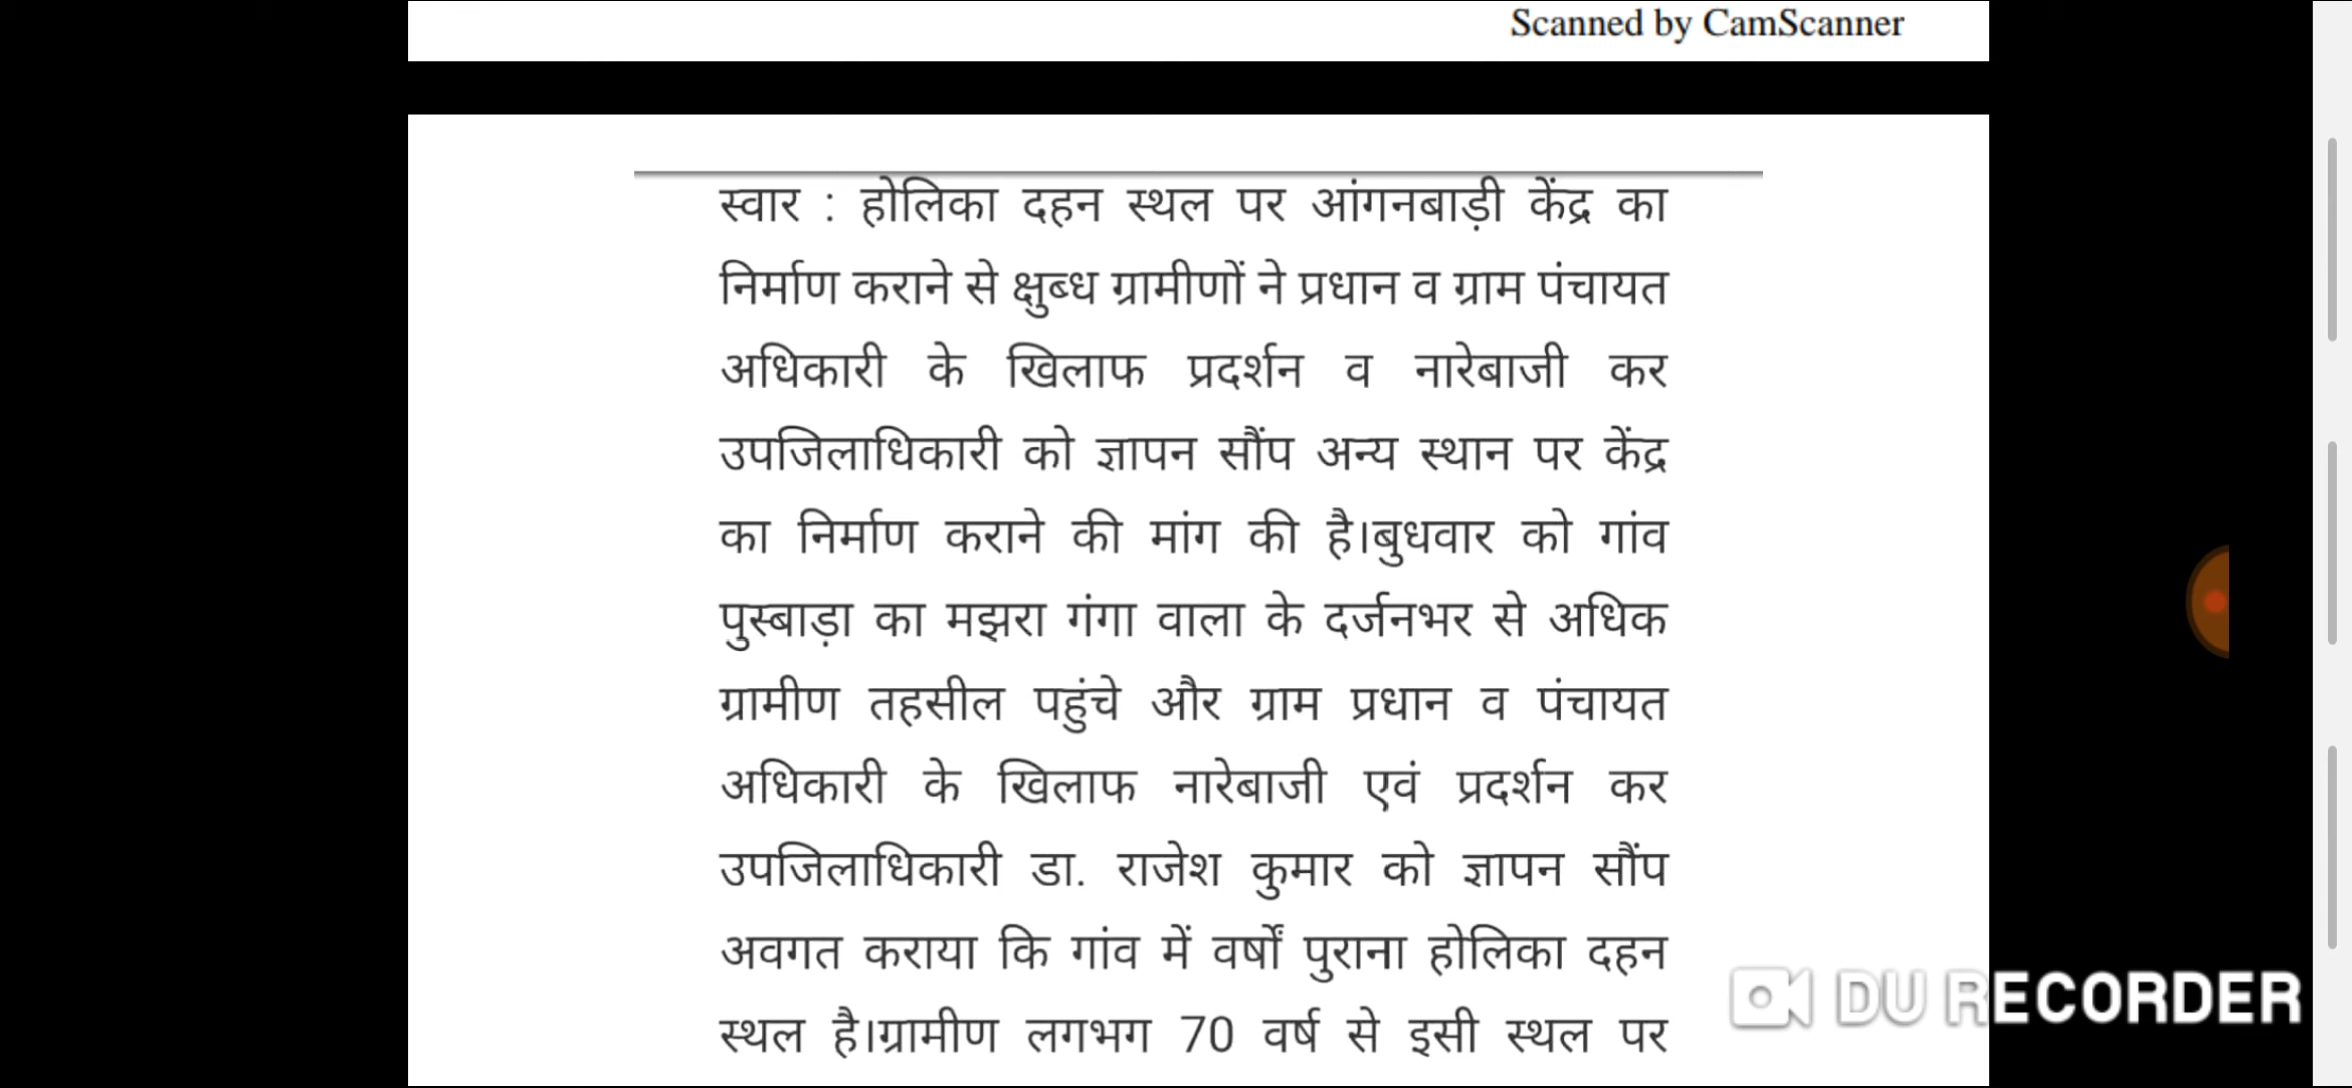 Scanned by CamScanner
स्वार : होलिका दहन स्थल पर आंगनबाड़ी केंद्र का
निर्माण कराने से क्षुब्ध ग्रामीणों ने प्रधान व ग्राम पंचायत
अधिकारी के खिलाफ प्रदर्शन व नारेबाजी कर
उपजिलाधिकारी को ज्ञापन सौंप अन्य स्थान पर केंद्र
का निर्माण कराने की मांग की है।बुधवार को गांव
पुस्बाड़ा का मझरा गंगा वाला के दर्जनभर से अधिक
ग्रामीण तहसील पहुंचे और ग्राम प्रधान व पंचायत
अधिकारी के खिलाफ नारेबाजी एवं प्रदर्शन कर
उपजिलाधिकारी डा. राजेश कुमार को ज्ञापन सौंप
अवगत कराया कि गांव में वर्षों पुराना होलिका दहन
स्थल है।ग्रामीण लगभग 70 वर्ष से इसी स्थल पर
DU RECORDER